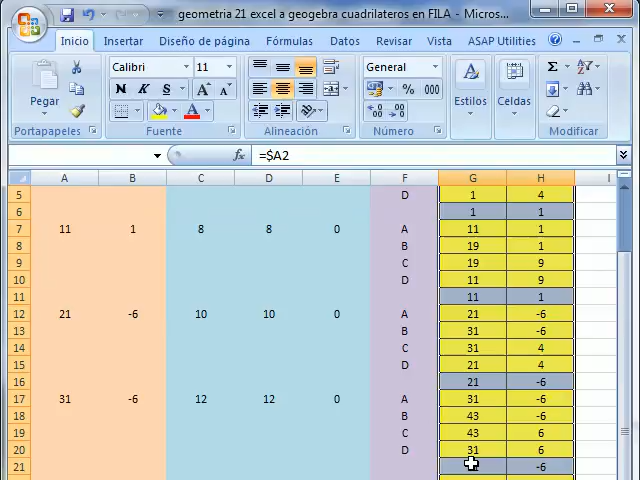 geometria 21 excel a geogebra cuadrilateros en FILA - Micros...
Inicio Insertar Diseño de página Fórmulas Datos Revisar Vista ASAP Utilities
Pegar Calibri 11 General Estilos Celdas
N K S % 000
Portapapeles Fuente Alineación Número Modificar
fx =$A2
A B C D E F G H I
5 D 1 4
6 1 1
7 11 1 8 8 0 A 11 1
8 B 19 1
9 C 19 9
10 D 11 9
11 11 1
12 21 -6 10 10 0 A 21 -6
13 B 31 -6
14 C 31 4
15 D 21 4
16 21 -6
17 31 -6 12 12 0 A 31 -6
18 B 43 -6
19 C 43 6
20 D 31 6
21 -6